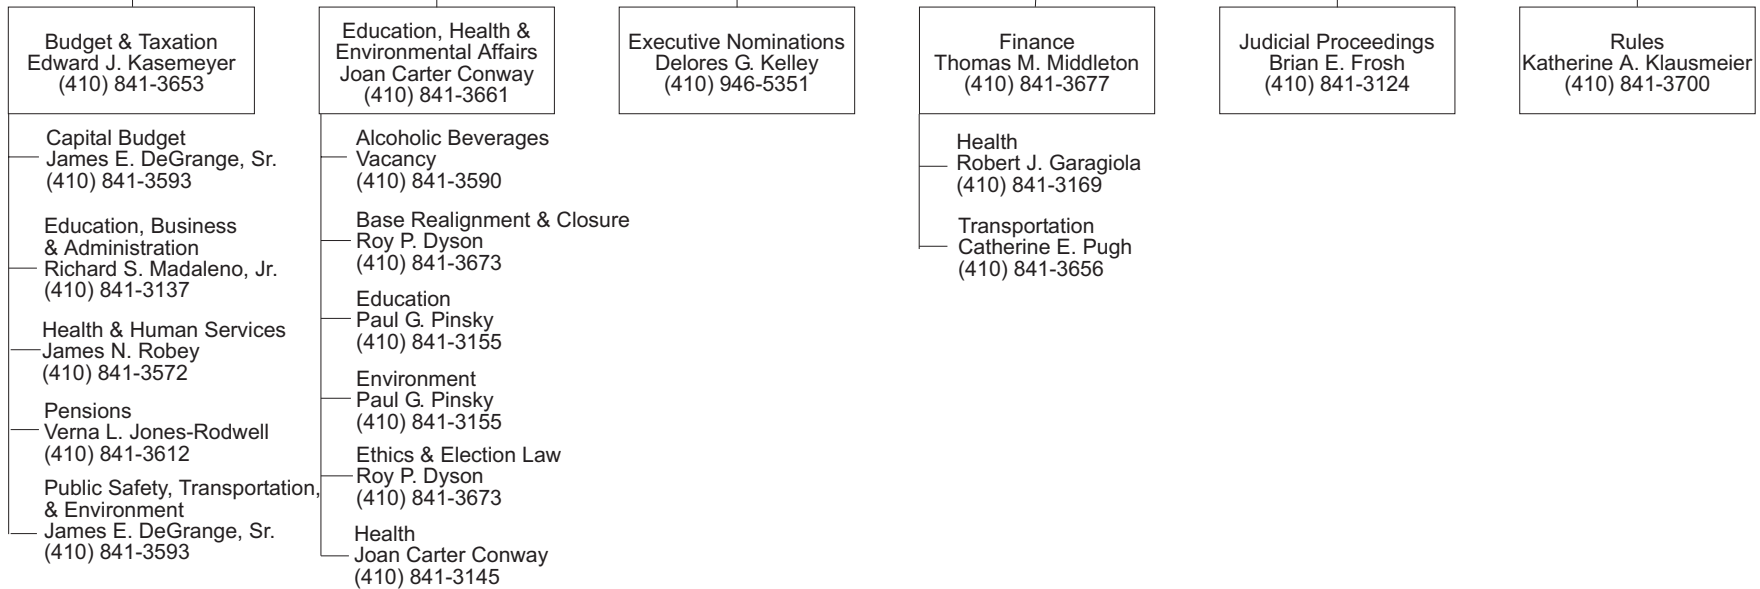 Budget & Taxation
Edward J. Kasemeyer
(410) 841-3653
Capital Budget
James E. DeGrange, Sr.
(410) 841-3593
Education, Business
& Administration
Richard S. Madaleno, Jr.
(410) 841-3137
Health & Human Services
James N. Robey
(410) 841-3572
Pensions
Verna L. Jones-Rodwell
(410) 841-3612
Public Safety, Transportation,
& Environment
James E. DeGrange, Sr.
(410) 841-3593
Education, Health &
Environmental Affairs
Joan Carter Conway
(410) 841-3661
Alcoholic Beverages
Vacancy
(410) 841-3590
Base Realignment & Closure
Roy P. Dyson
(410) 841-3673
Education
Paul G. Pinsky
(410) 841-3155
Environment
Paul G. Pinsky
(410) 841-3155
Ethics & Election Law
Roy P. Dyson
(410) 841-3673
Health
Joan Carter Conway
(410) 841-3145
Executive Nominations
Delores G. Kelley
(410) 946-5351
Finance
Thomas M. Middleton
(410) 841-3677
Health
Robert J. Garagiola
(410) 841-3169
Transportation
Catherine E. Pugh
(410) 841-3656
Judicial Proceedings
Brian E. Frosh
(410) 841-3124
Rules
Katherine A. Klausmeier
(410) 841-3700